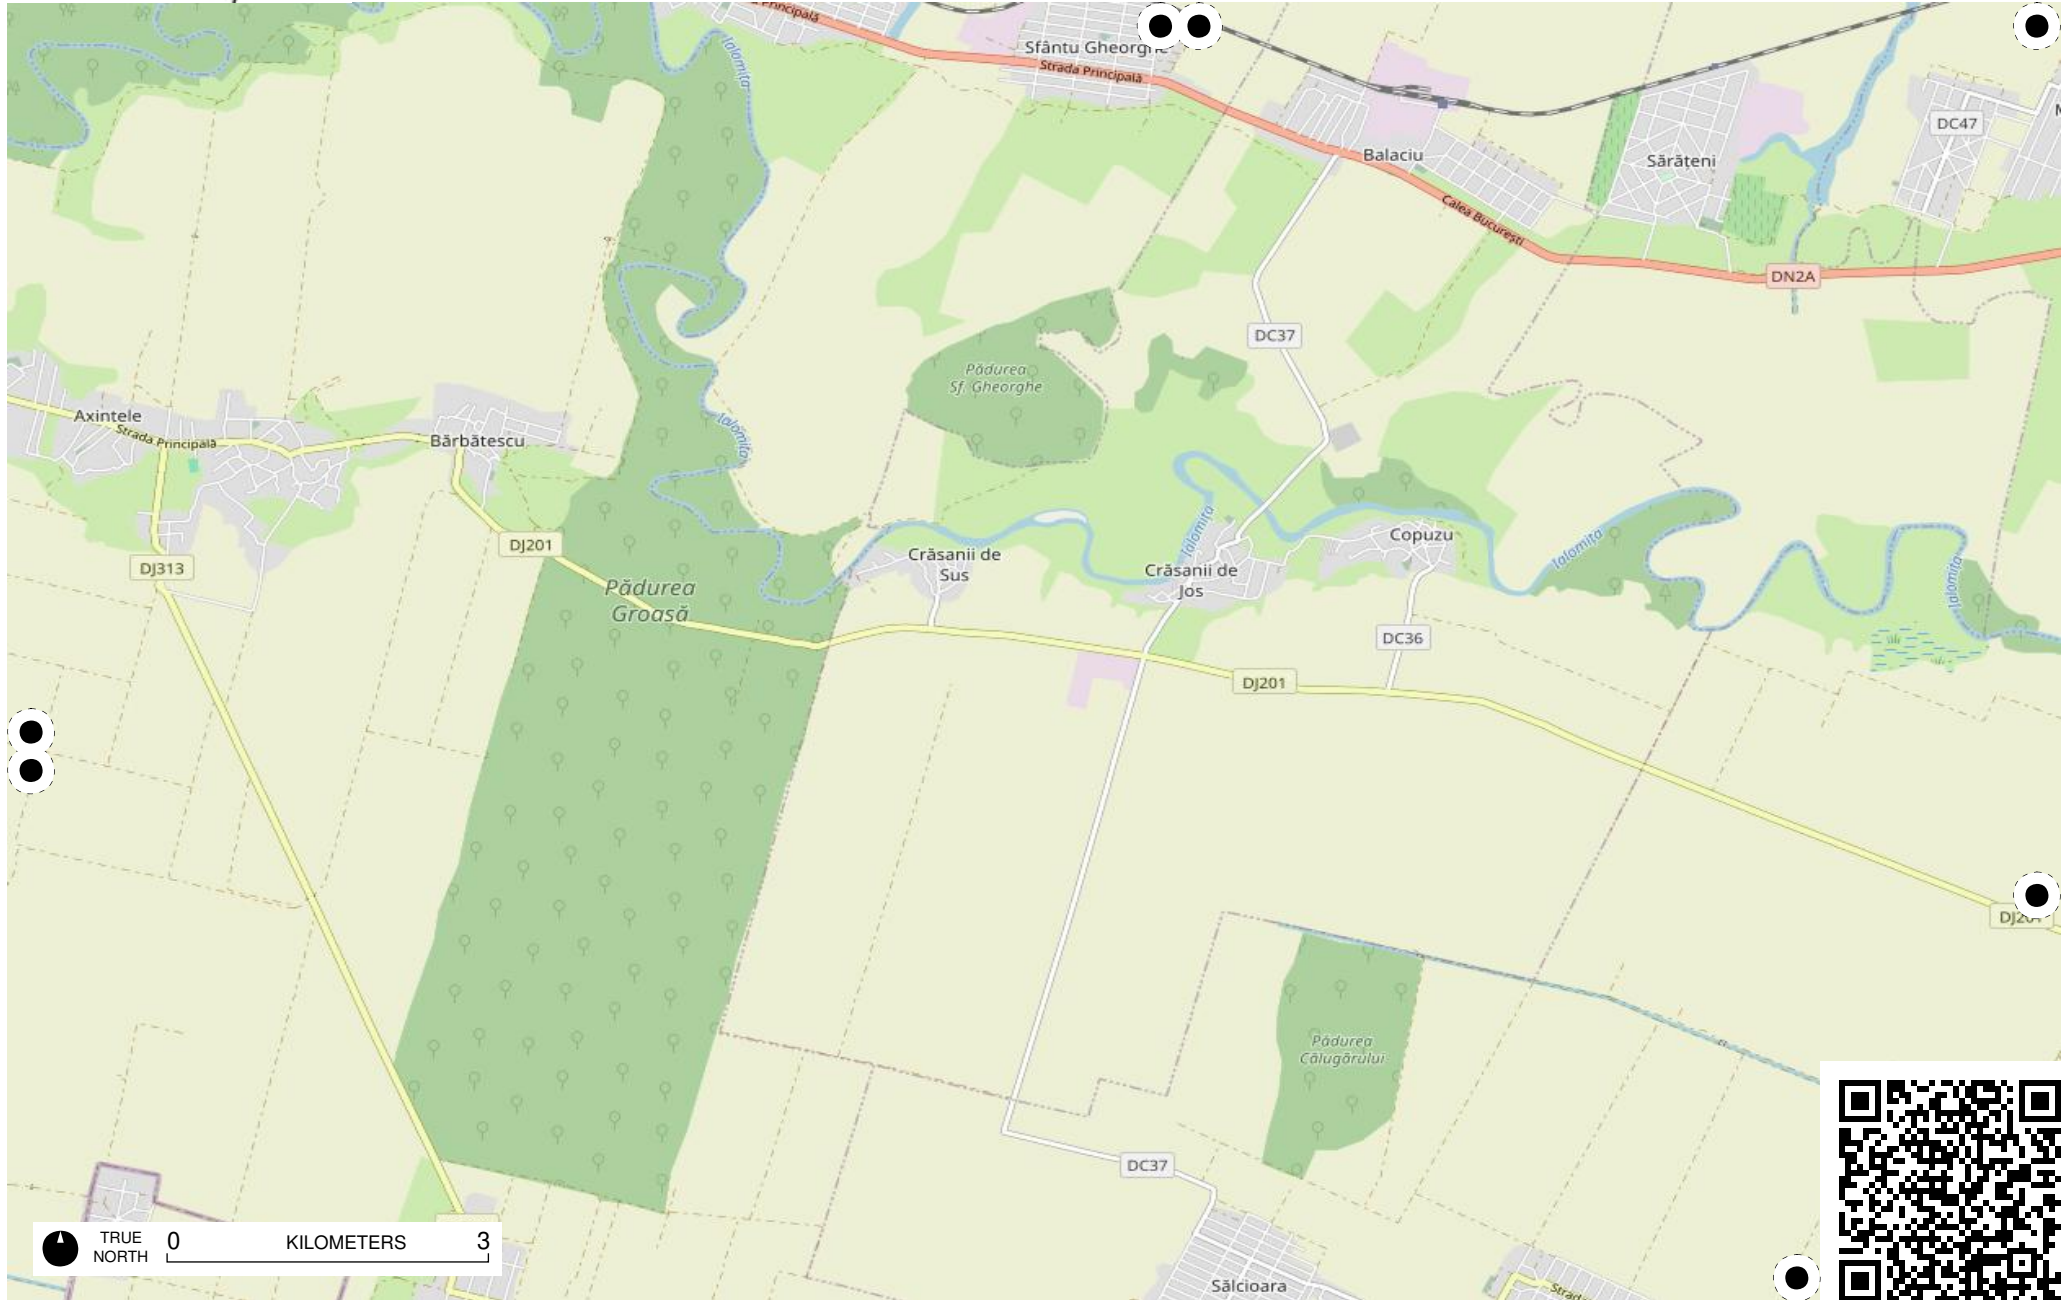 Principală
Sfântu Gheorghe
Strada Principală
Ialomița
DC47
Balaciu
Sărățeni
Calea București
DN2A
DC37
Pădurea
Sf. Gheorghe
Axintele
Strada Principală
Bărbătescu
Ialomița
DJ201
DJ313
Pădurea
Groasă
Crăsanii de
Sus
Ialomița
Crăsanii de
Jos
Copuzu
Ialomița
Ialomița
DC36
DJ201
DJ201
Pădurea
Călugărului
DC37
Sălcioara
Strada
TRUE
NORTH
0 KILOMETERS 3